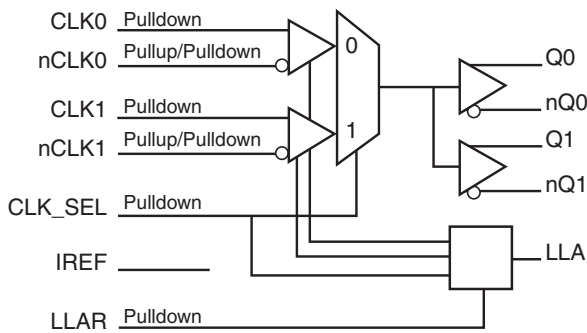 CLK0 Pulldown
nCLK0 Pullup/Pulldown
CLK1 Pulldown
nCLK1 Pullup/Pulldown
CLK_SEL Pulldown
IREF
LLAR Pulldown
0
1
Q0
nQ0
Q1
nQ1
LLA